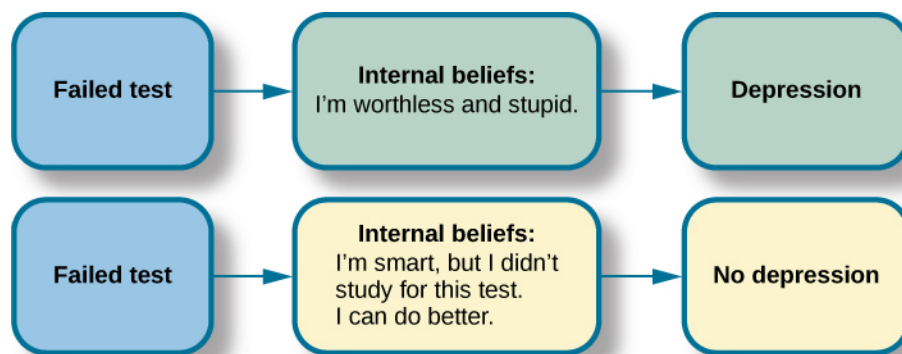 Failed test
Internal beliefs:
I'm worthless and stupid.
Depression
Failed test
Internal beliefs:
I'm smart, but I didn't
study for this test.
I can do better.
No depression